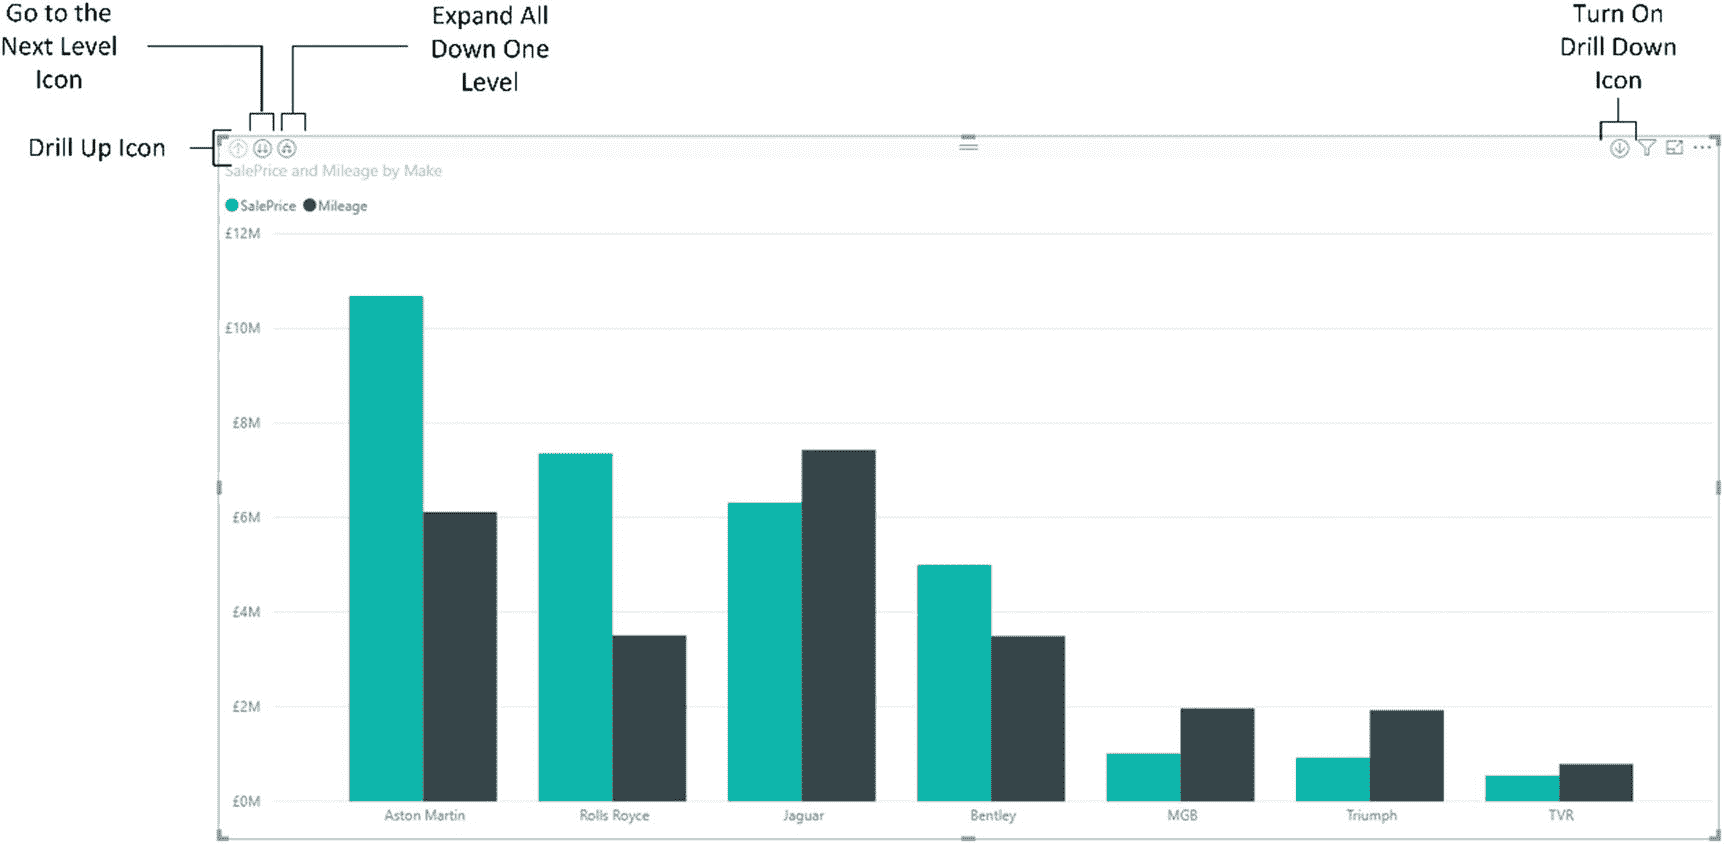 Go to the
Next Level
Icon
Expand All
Down One
Level
Turn On
Drill Down
Icon
Drill Up Icon
SalePrice and Mileage by Make
SalePrice Mileage
£12M
£10M
£8M
£6M
£4M
£2M
£0M
Aston Martin Rolls Royce Jaguar Bentley MGB Triumph TVR